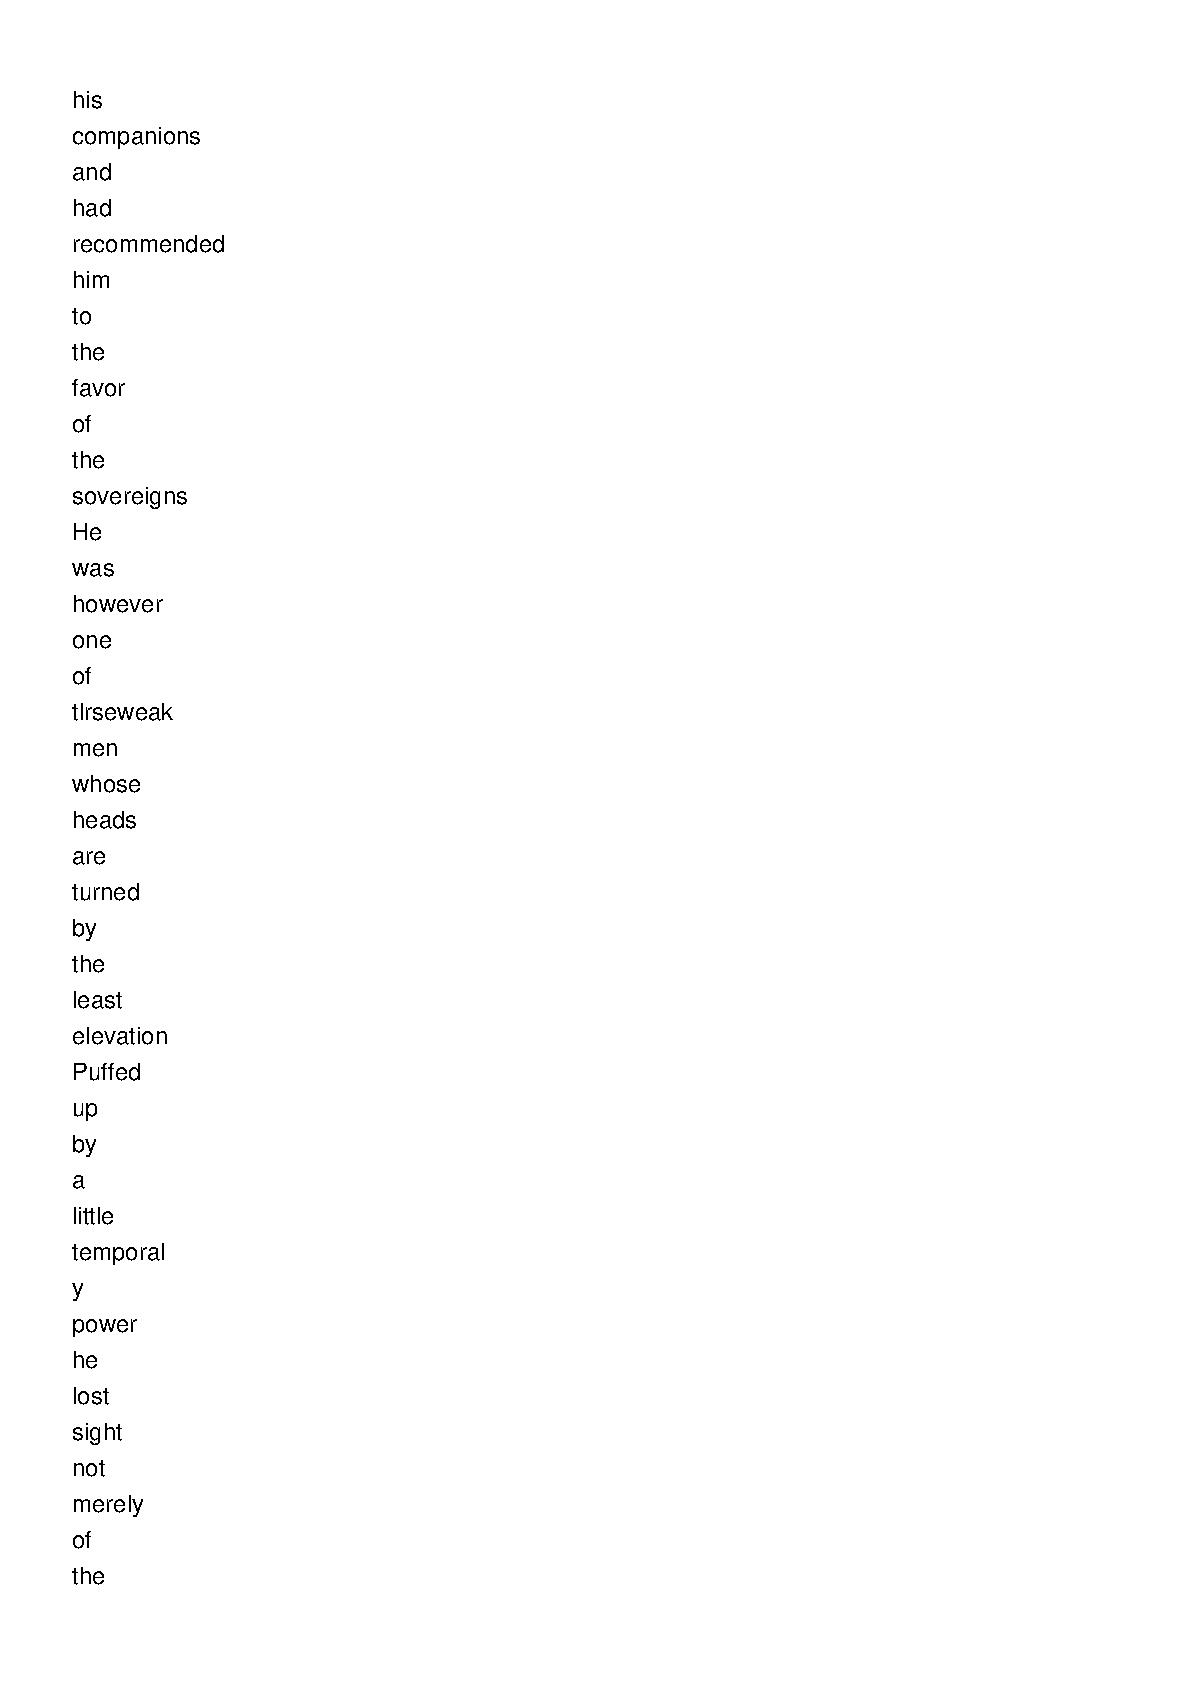 his
companions
and
had
recommended
him
to
the
favor
of
the
sovereigns
He
was
however
one
of
tlrseweak
men
whose
heads
are
turned
by
the
least
elevation
Puffed
up
by
a
little
temporal
y
power
he
lost
sight
not
merely
of
the